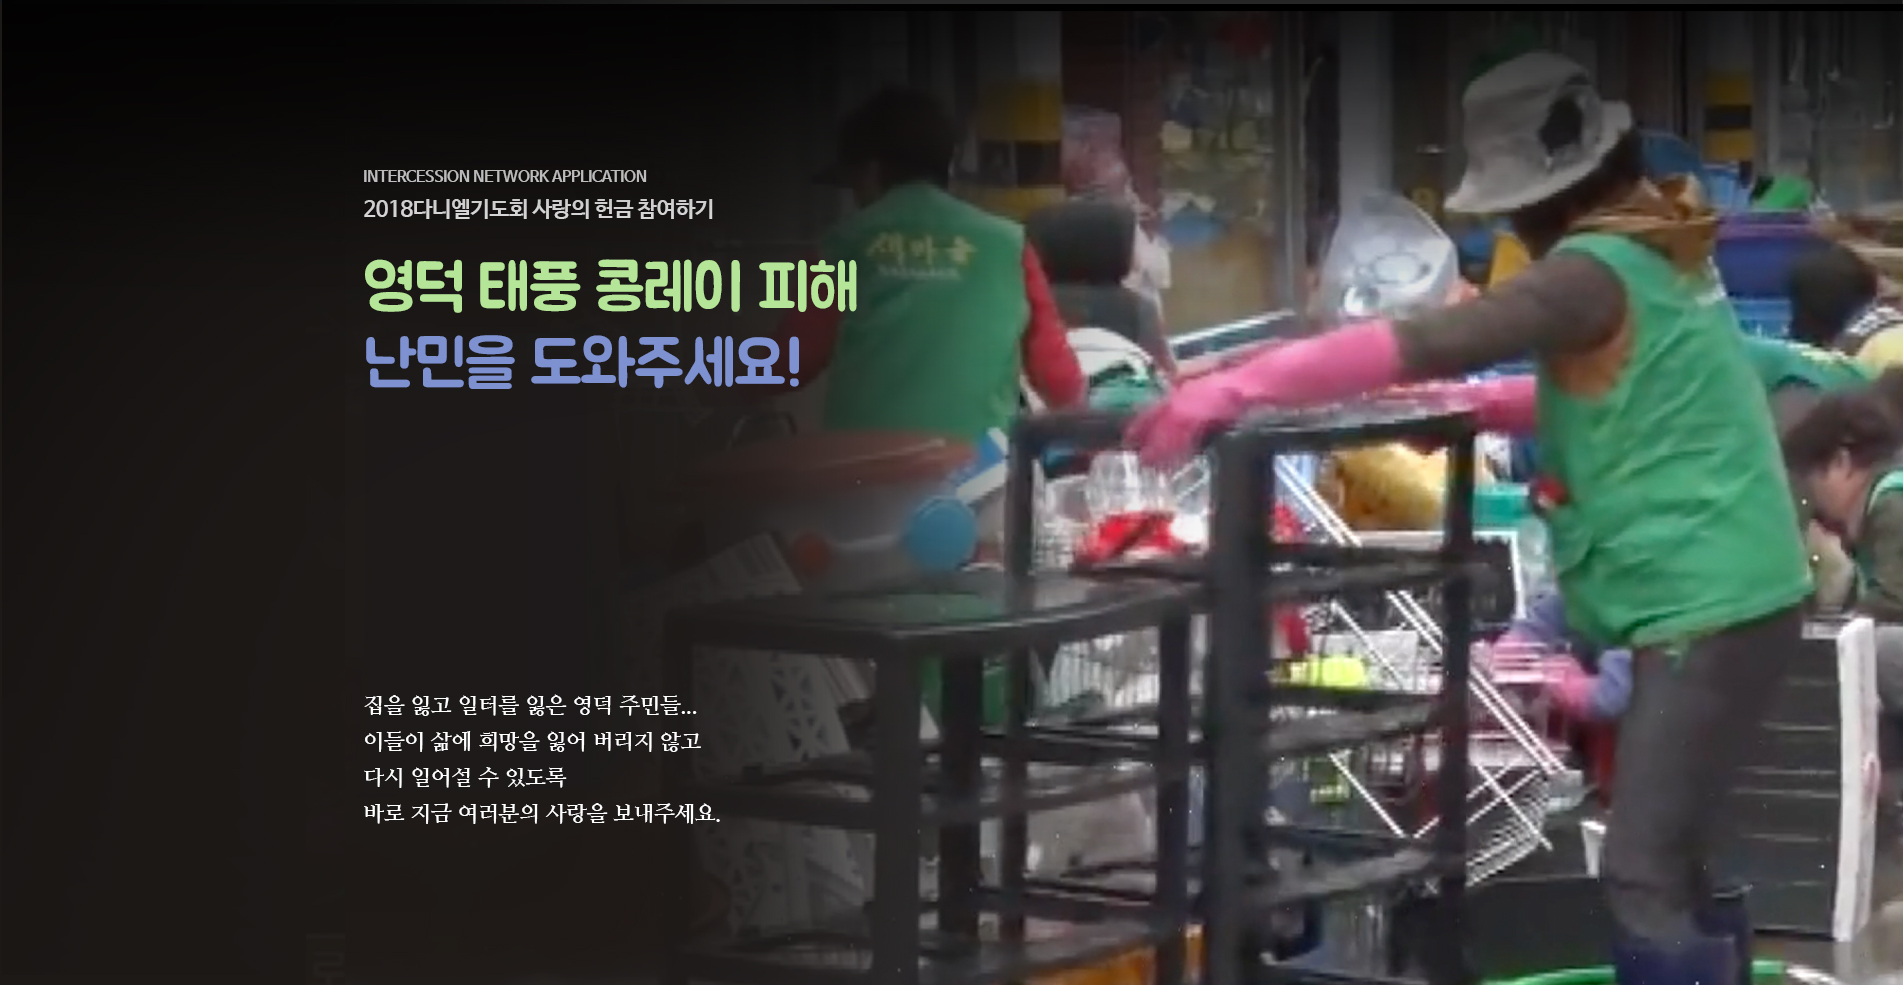 INTERCESSION NETWORK APPLICATION
2018다니엘기도회 사랑의 헌금 참여하기
영덕 태풍 콩레이 피해
난민을 도와주세요!
새마을
집을 잃고 일터를 잃은 영덕 주민들...
이들이 삶에 희망을 잃어 버리지 않고
다시 일어설 수 있도록
바로 지금 여러분의 사랑을 보내주세요.